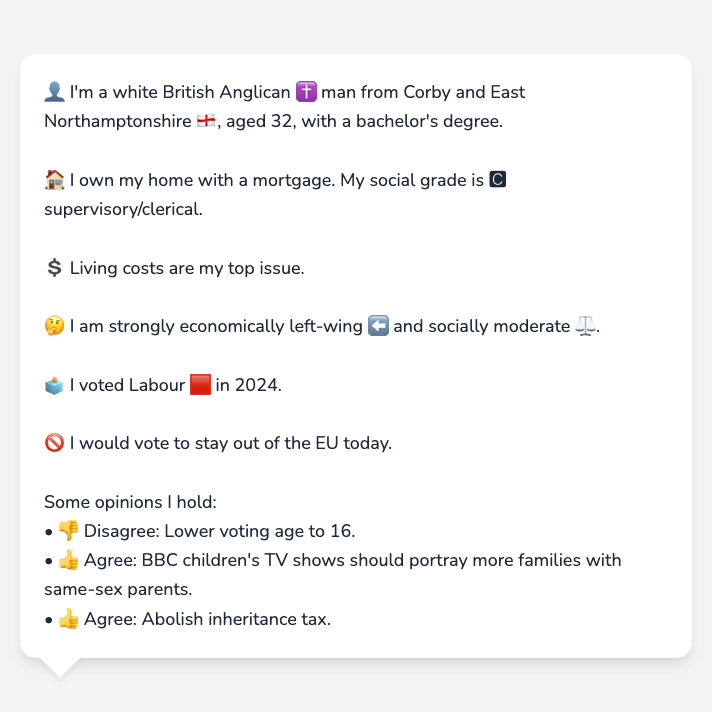 👤 I'm a white British Anglican ✝️ man from Corby and East
Northamptonshire 🏴󠁧󠁢󠁥󠁮󠁧󠁿, aged 32, with a bachelor's degree.
🏠 I own my home with a mortgage. My social grade is 🅲
supervisory/clerical.
💲 Living costs are my top issue.
🤔 I am strongly economically left-wing ⬅️ and socially moderate ⚖️.
🗳️ I voted Labour 🟥 in 2024.
🚫 I would vote to stay out of the EU today.
Some opinions I hold:
• 👎 Disagree: Lower voting age to 16.
• 👍 Agree: BBC children's TV shows should portray more families with
same-sex parents.
• 👍 Agree: Abolish inheritance tax.